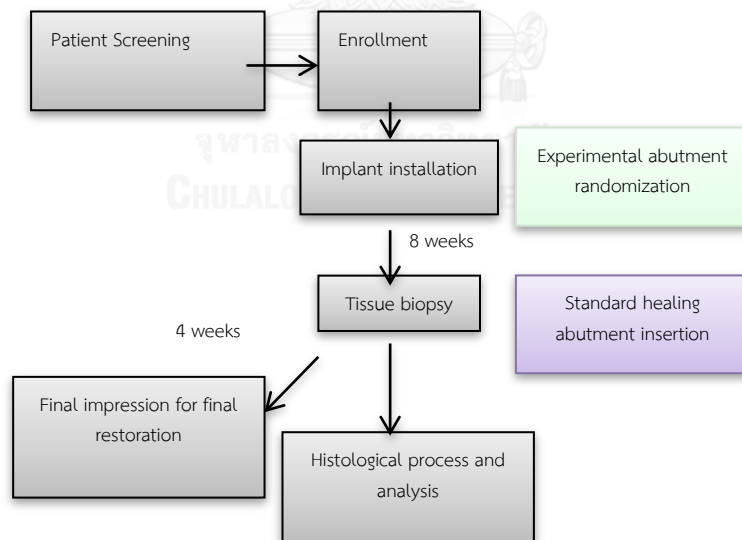 Patient Screening
Enrollment
Implant installation
Experimental abutment
randomization
8 weeks
Tissue biopsy
Standard healing
abutment insertion
4 weeks
Final impression for final
restoration
Histological process and
analysis